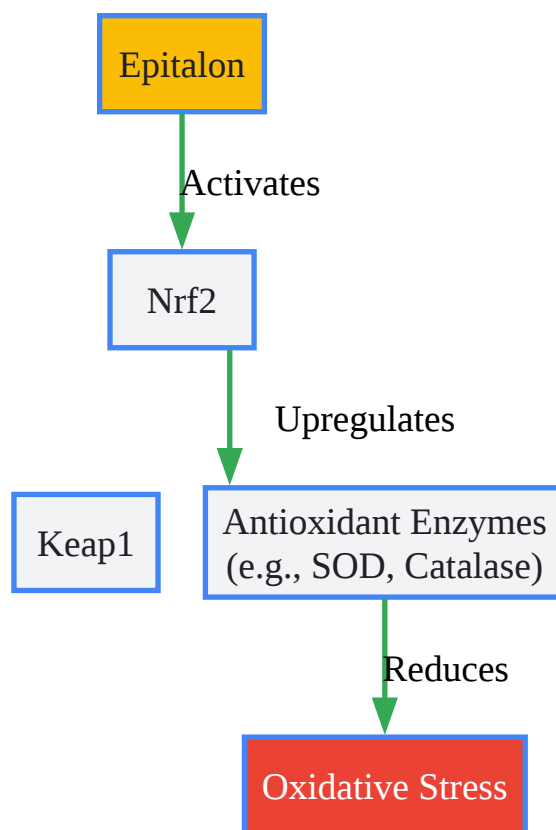 Epitalon
Activates
Nrf2
Upregulates
Keap1
Antioxidant Enzymes
(e.g., SOD, Catalase)
Reduces
Oxidative Stress